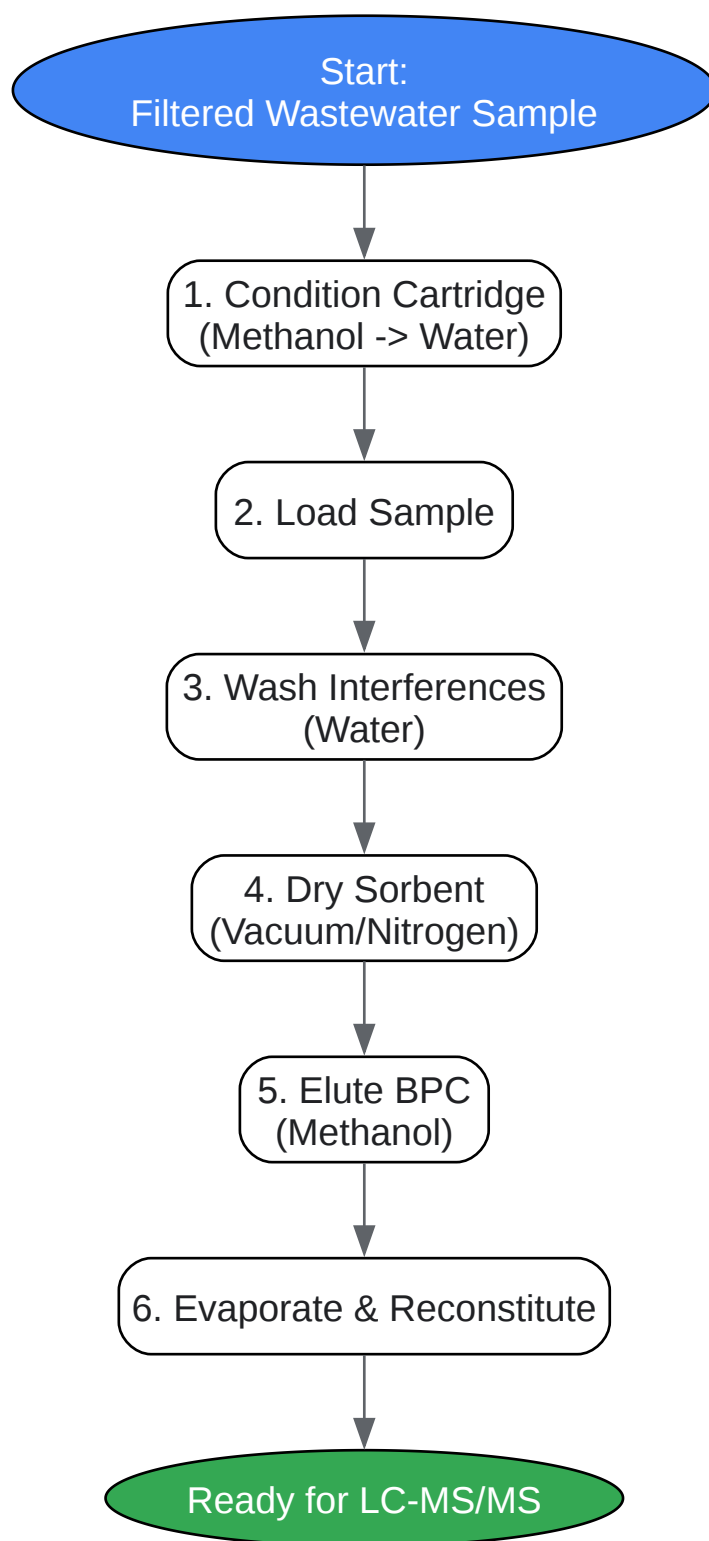 Start:
Filtered Wastewater Sample
1. Condition Cartridge
(Methanol -> Water)
2. Load Sample
3. Wash Interferences
(Water)
4. Dry Sorbent
(Vacuum/Nitrogen)
5. Elute BPC
(Methanol)
6. Evaporate & Reconstitute
Ready for LC-MS/MS